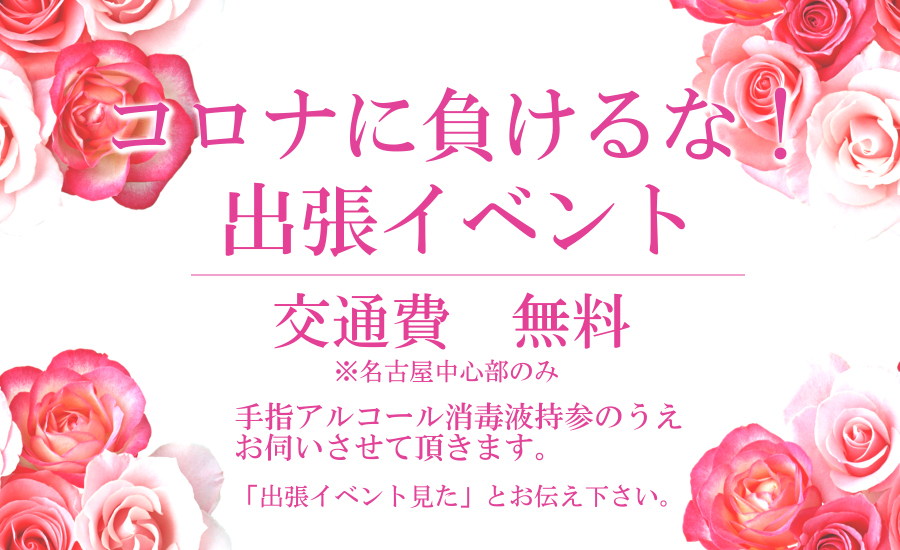 コロナに負けるな！
出張イベント
交通費　無料
※名古屋中心部のみ
手指アルコール消毒液持参のうえ
お伺いさせて頂きます。
「出張イベント見た」とお伝え下さい。